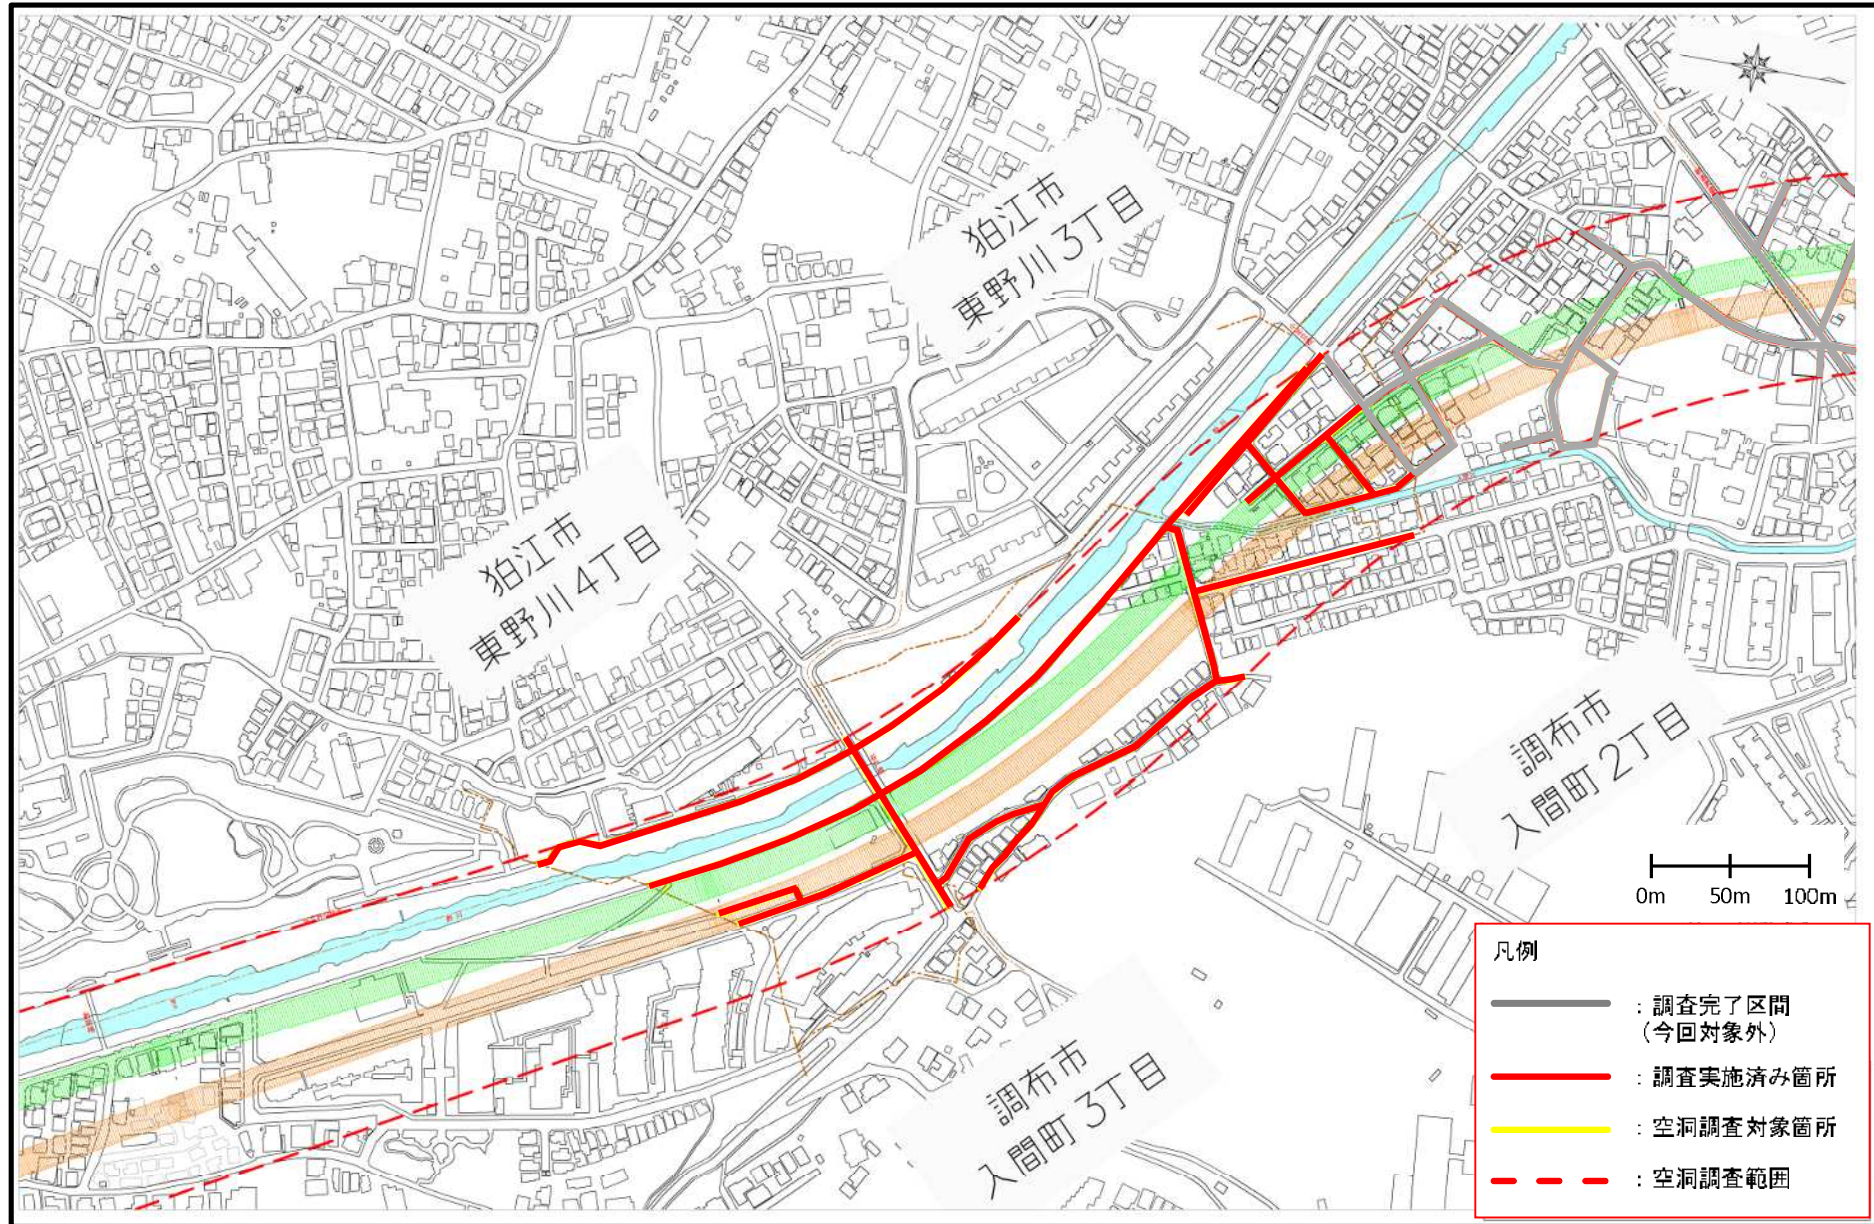 狛江市
東野川3丁目
狛江市
東野川4丁目
調布市
入間町2丁目
調布市
入間町3丁目
0m 50m 100m
凡例
：調査完了区間
（今回対象外）
：調査実施済み箇所
：空洞調査対象箇所
：空洞調査範囲